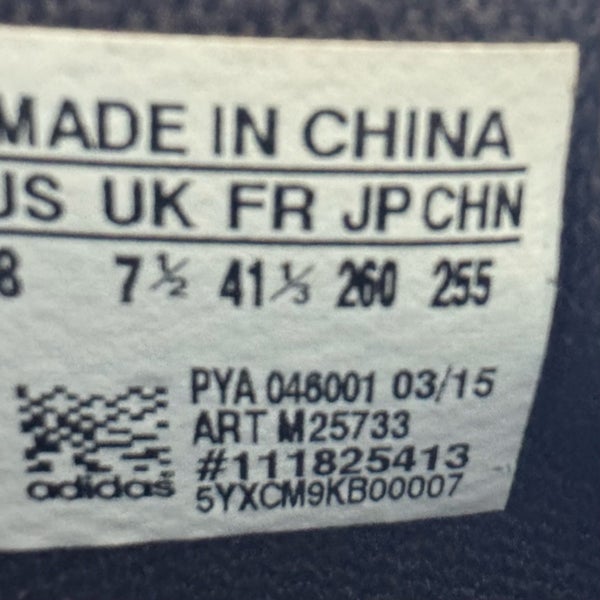 MADE IN CHINA
US UK FR JP CHN
8 7½ 41⅓ 260 255
PYA 046001 03/15
ART M25733
#111825413
adidas 5YXCM9KB00007